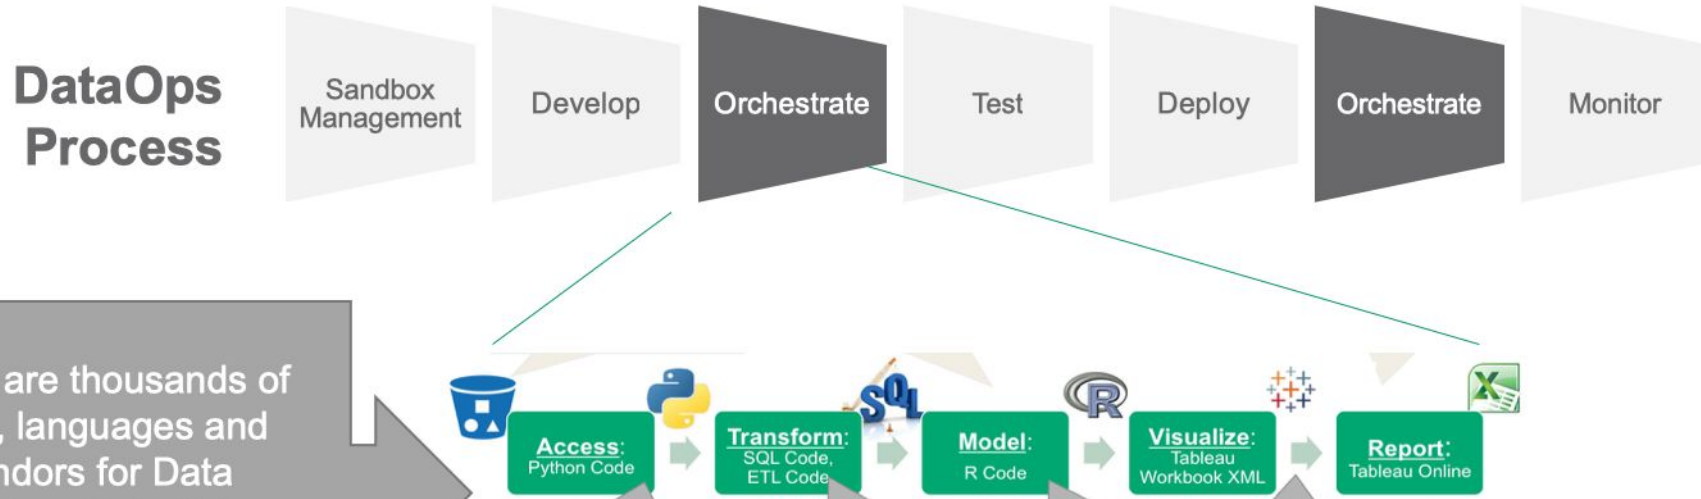 DataOps
Process
Sandbox
Management
Develop
Orchestrate
Test
Deploy
Orchestrate
Monitor
are thousands of
, languages and
ndors for Data
SQL
R
X
Access:
Python Code
Transform:
SQL Code,
ETL Code
Model:
R Code
Visualize:
Tableau
Workbook XML
Report:
Tableau Online